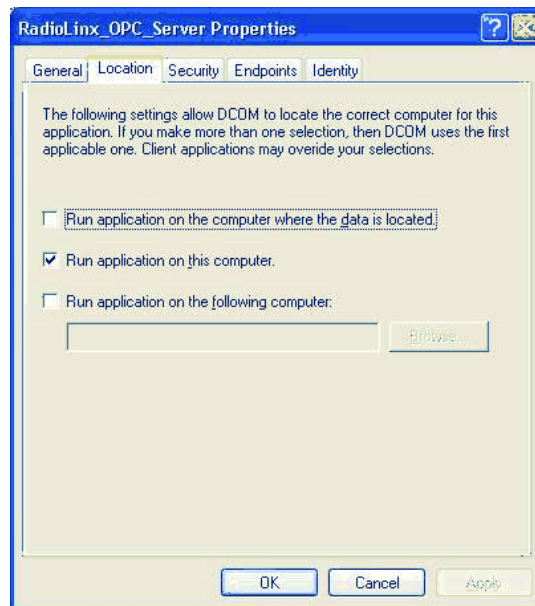 RadioLinx_OPC_Server Properties
General Location Security Endpoints Identity
The following settings allow DCOM to locate the correct computer for this
application. If you make more than one selection, then DCOM uses the first
applicable one. Client applications may overide your selections.
Run application on the computer where the data is located.
Run application on this computer.
Run application on the following computer:
Browse...
OK Cancel Apply